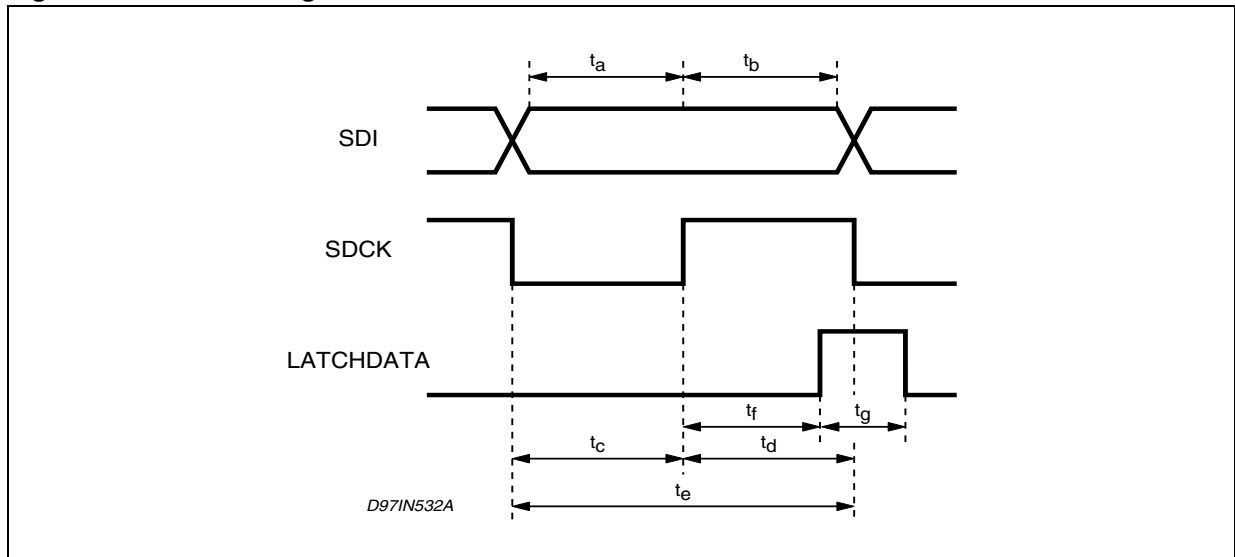 ta
tb
SDI
SDCK
LATCHDATA
tf
tg
tc
td
te
D97IN532A